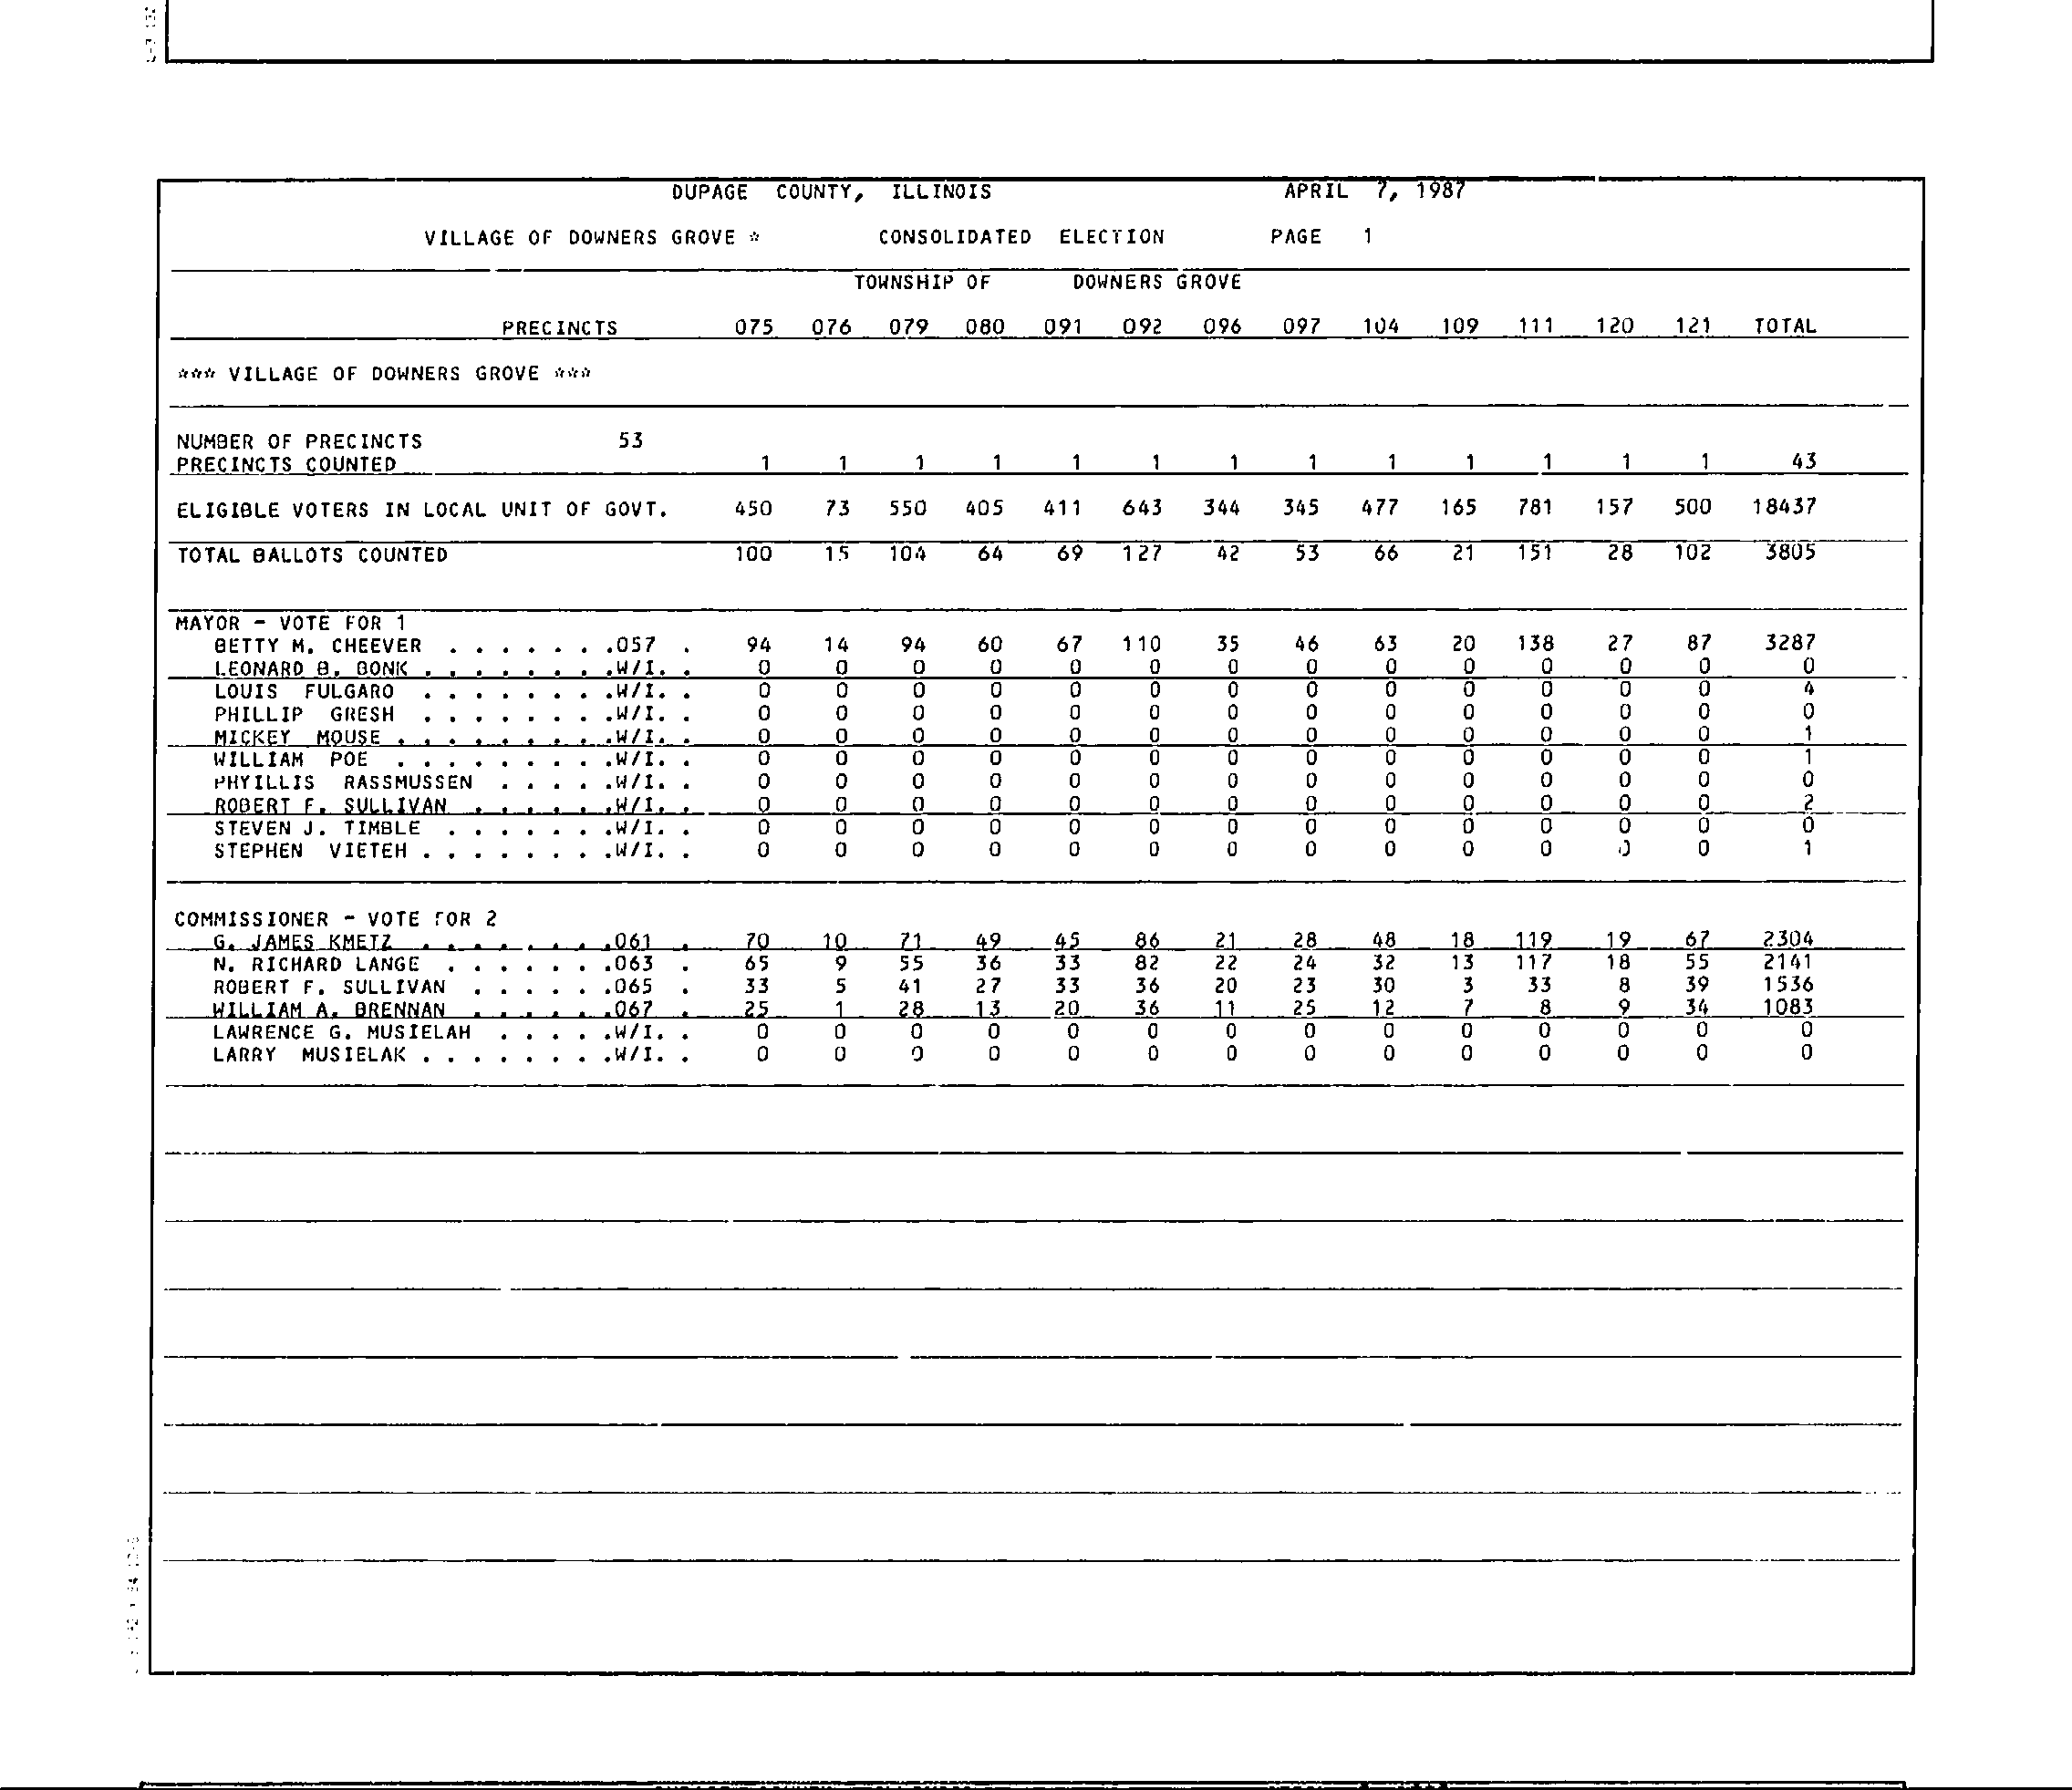 DUPAGE COUNTY, ILLINOIS APRIL 7, 1987
VILLAGE OF DOWNERS GROVE * CONSOLIDATED ELECTION PAGE 1
TOWNSHIP OF DOWNERS GROVE
PRECINCTS 075 076 079 080 091 092 096 097 104 109 111 120 121 TOTAL
*** VILLAGE OF DOWNERS GROVE ***
NUMBER OF PRECINCTS 53
PRECINCTS COUNTED 1 1 1 1 1 1 1 1 1 1 1 1 1 43
ELIGIBLE VOTERS IN LOCAL UNIT OF GOVT. 450 73 550 405 411 643 344 345 477 165 781 157 500 18437
TOTAL BALLOTS COUNTED 100 15 104 64 69 127 42 53 66 21 151 28 102 3805
MAYOR - VOTE FOR 1
BETTY M. CHEEVER . . . . . . .057 . 94 14 94 60 67 110 35 46 63 20 138 27 87 3287
LEONARD B. BONK . . . . . . . .W/I. . 0 0 0 0 0 0 0 0 0 0 0 0 0 0
LOUIS FULGARO . . . . . . . .W/I. . 0 0 0 0 0 0 0 0 0 0 0 0 0 4
PHILLIP GRESH . . . . . . . .W/I. . 0 0 0 0 0 0 0 0 0 0 0 0 0 0
MICKEY MOUSE . . . . . . . . .W/I. . 0 0 0 0 0 0 0 0 0 0 0 0 0 1
WILLIAM POE . . . . . . . . .W/I. . 0 0 0 0 0 0 0 0 0 0 0 0 0 1
PHYILLIS RASSMUSSEN . . . . .W/I. . 0 0 0 0 0 0 0 0 0 0 0 0 0 0
ROBERT F. SULLIVAN . . . . . .W/I. . 0 0 0 0 0 0 0 0 0 0 0 0 0 2
STEVEN J. TIMBLE . . . . . . .W/I. . 0 0 0 0 0 0 0 0 0 0 0 0 0 0
STEPHEN VIETEH . . . . . . . .W/I. . 0 0 0 0 0 0 0 0 0 0 0 0 0 1
COMMISSIONER - VOTE FOR 2
G. JAMES KMETZ . . . . . . . .061 . 70 10 71 49 45 86 21 28 48 18 119 19 67 2304
N. RICHARD LANGE . . . . . . .063 . 65 9 55 36 33 82 22 24 32 13 117 18 55 2141
ROBERT F. SULLIVAN . . . . . .065 . 33 5 41 27 33 36 20 23 30 3 33 8 39 1536
WILLIAM A. BRENNAN . . . . . .067 . 25 1 28 13 20 36 11 25 12 7 8 9 34 1083
LAWRENCE G. MUSIELAH . . . . .W/I. . 0 0 0 0 0 0 0 0 0 0 0 0 0 0
LARRY MUSIELAK . . . . . . . .W/I. . 0 0 0 0 0 0 0 0 0 0 0 0 0 0